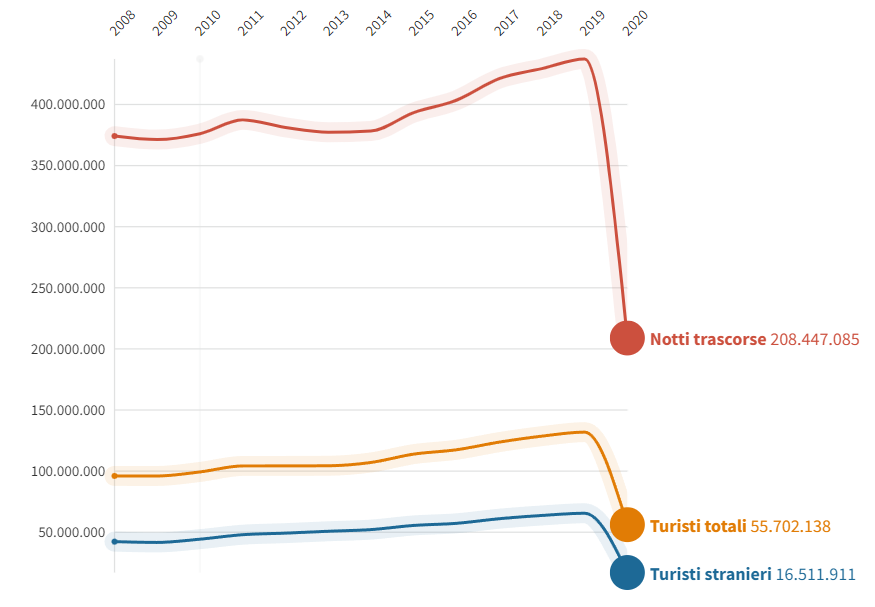 2008 2009 2010 2011 2012 2013 2014 2015 2016 2017 2018 2019 2020
400.000.000
350.000.000
300.000.000
250.000.000
200.000.000
Notti trascorse 208.447.085
150.000.000
100.000.000
50.000.000
Turisti totali 55.702.138
Turisti stranieri 16.511.911